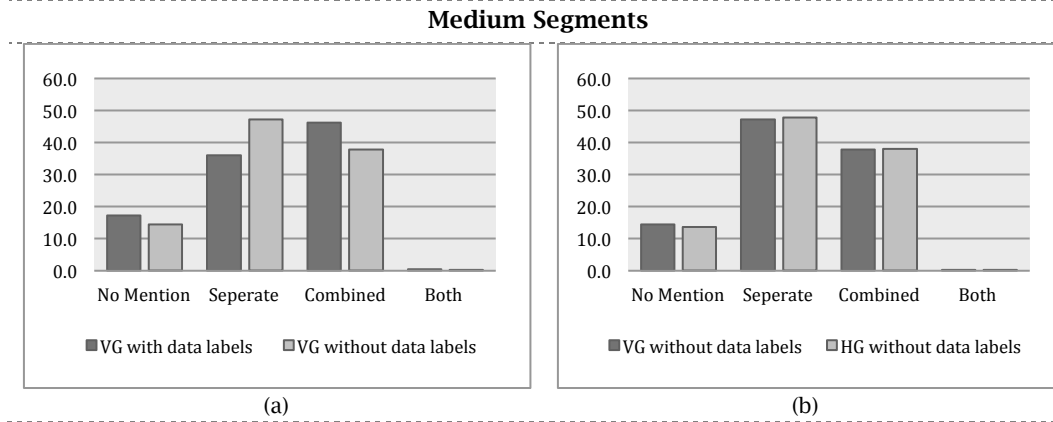 Medium Segments
60.0
50.0
40.0
30.0
20.0
10.0
0.0
No Mention Seperate Combined Both
VG with data labels VG without data labels
(a)
60.0
50.0
40.0
30.0
20.0
10.0
0.0
No Mention Seperate Combined Both
VG without data labels HG without data labels
(b)